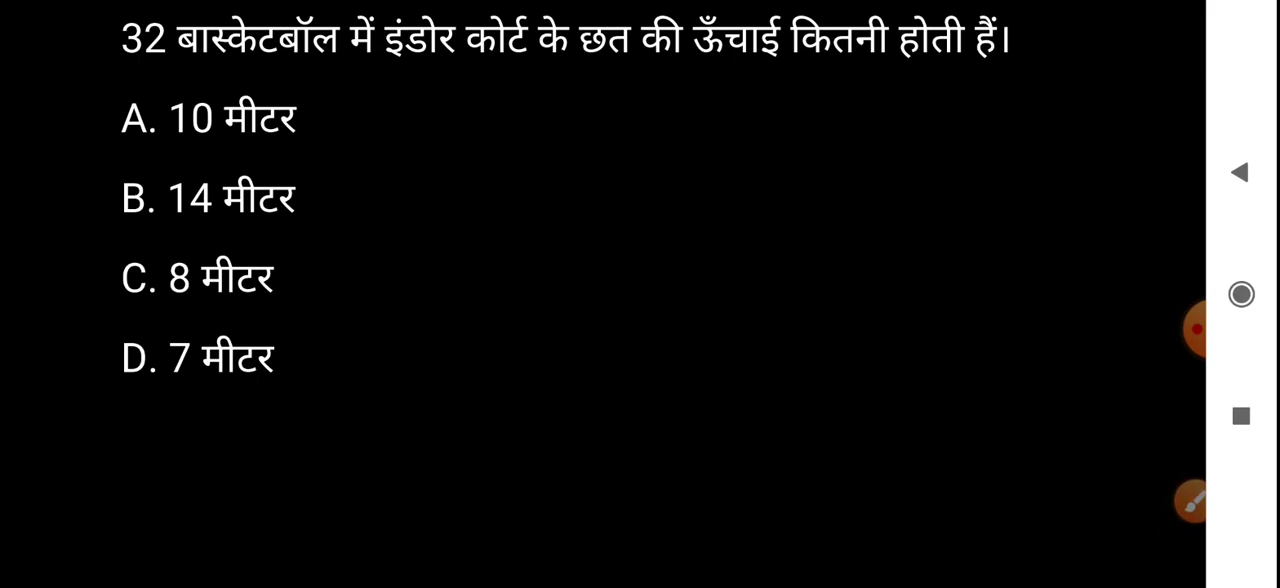 32 बास्केटबॉल में इंडोर कोर्ट के छत की ऊँचाई कितनी होती हैं।
A. 10 मीटर
B. 14 मीटर
C. 8 मीटर
D. 7 मीटर